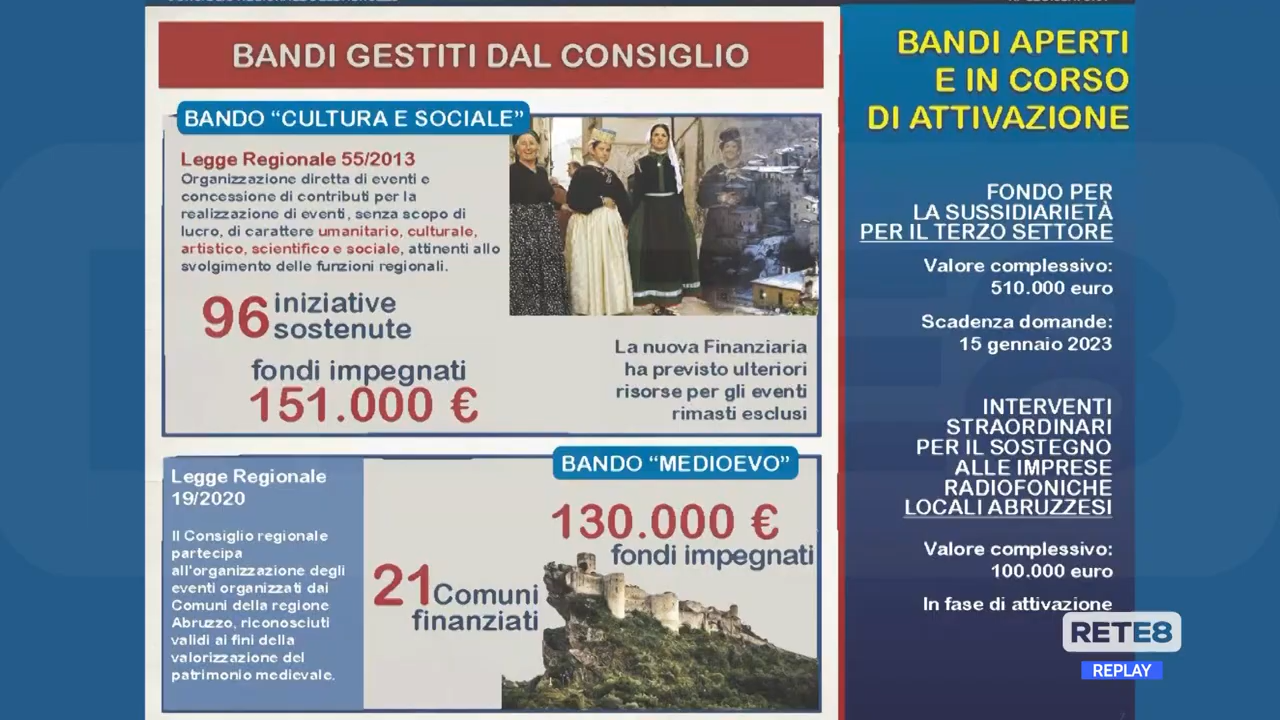 BANDI GESTITI DAL CONSIGLIO
BANDO “CULTURA E SOCIALE”
Legge Regionale 55/2013
Organizzazione diretta di eventi e
concessione di contributi per la
realizzazione di eventi, senza scopo di
lucro, di carattere umanitario, culturale,
artistico, scientifico e sociale, attinenti allo
svolgimento delle funzioni regionali.
96 iniziative
sostenute
fondi impegnati
151.000 €
La nuova Finanziaria
ha previsto ulteriori
risorse per gli eventi
rimasti esclusi
BANDO “MEDIOEVO”
Legge Regionale
19/2020
Il Consiglio regionale
partecipa
all'organizzazione degli
eventi organizzati dai
Comuni della regione
Abruzzo, riconosciuti
validi ai fini della
valorizzazione del
patrimonio medievale.
130.000 €
fondi impegnati
21 Comuni
finanziati
BANDI APERTI
E IN CORSO
DI ATTIVAZIONE
FONDO PER
LA SUSSIDIARIETÀ
PER IL TERZO SETTORE
Valore complessivo:
510.000 euro
Scadenza domande:
15 gennaio 2023
INTERVENTI
STRAORDINARI
PER IL SOSTEGNO
ALLE IMPRESE
RADIOFONICHE
LOCALI ABRUZZESI
Valore complessivo:
100.000 euro
In fase di attivazione
RETE8
REPLAY